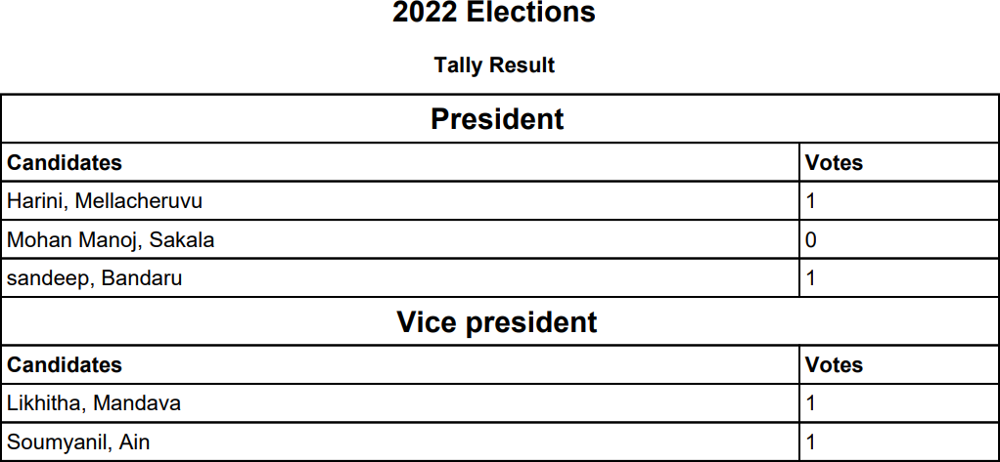 2022 Elections
Tally Result
President
Candidates Votes
Harini, Mellacheruvu 1
Mohan Manoj, Sakala 0
sandeep, Bandaru 1
Vice president
Candidates Votes
Likhitha, Mandava 1
Soumyanil, Ain 1